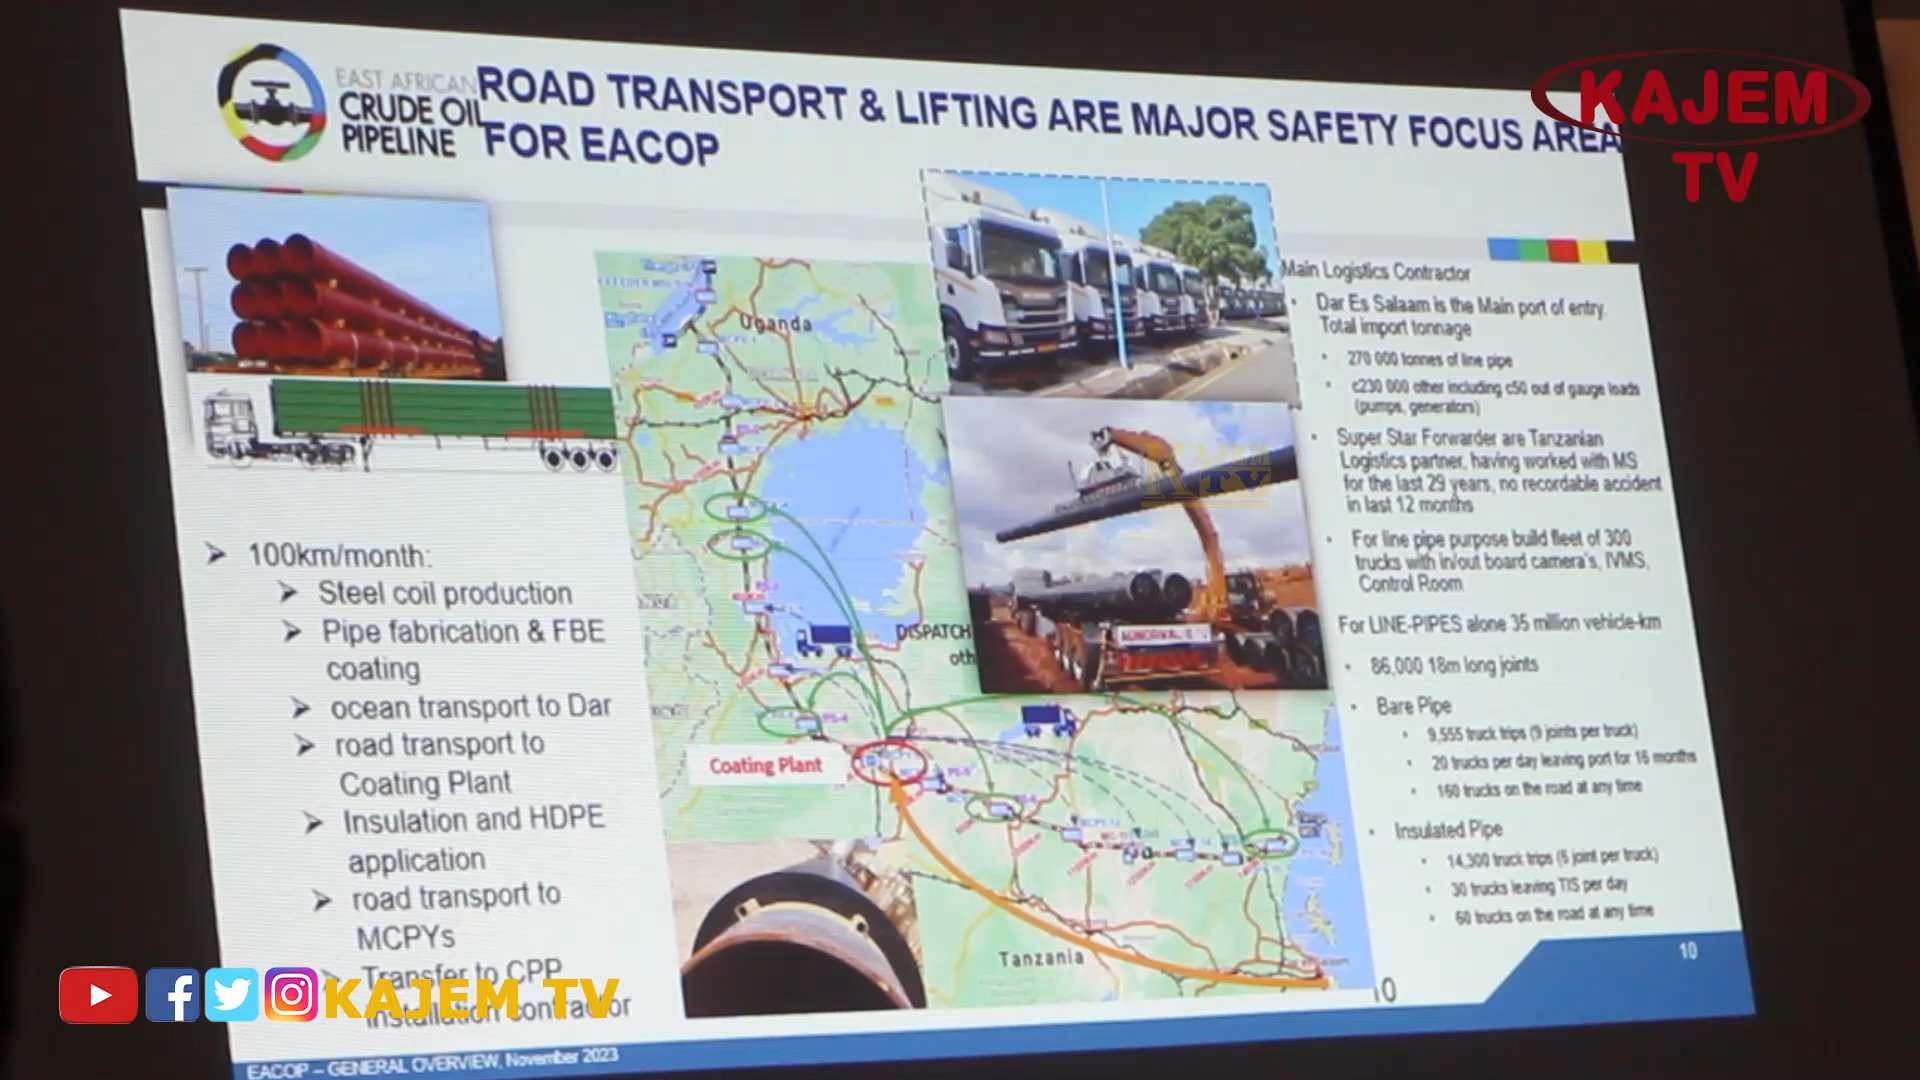 EAST AFRICAN
CRUDE OIL
PIPELINE
ROAD TRANSPORT & LIFTING ARE MAJOR SAFETY FOCUS AREA
FOR EACOP
KAJEM
TV
100km/month:
Steel coil production
Pipe fabrication & FBE
coating
ocean transport to Dar
road transport to
Coating Plant
Insulation and HDPE
application
road transport to
MCPYs
Transfer to CPP
installation contractor
Uganda
DISPATCH
oth
Coating Plant
PS-4
Tanzania
KAJEM
TV
Main Logistics Contractor
Dar Es Salaam is the Main port of entry.
Total import tonnage
270 000 tonnes of line pipe
c230 000 other including c50 out of gauge loads
(pumps, generators)
Super Star Forwarder are Tanzanian
Logistics partner, having worked with MS
for the last 29 years, no recordable accident
in last 12 months
For line pipe purpose build fleet of 300
trucks with in/out board camera's, IVMS,
Control Room
For LINE-PIPES alone 35 million vehicle-km
86,000 18m long joints
Bare Pipe
9,555 truck trips (9 joints per truck)
20 trucks per day leaving port for 16 months
160 trucks on the road at any time
Insulated Pipe
14,300 truck trips (6 joint per truck)
30 trucks leaving TIS per day
60 trucks on the road at any time
10
10
KAJEM TV
EACOP – GENERAL OVERVIEW, November 2023